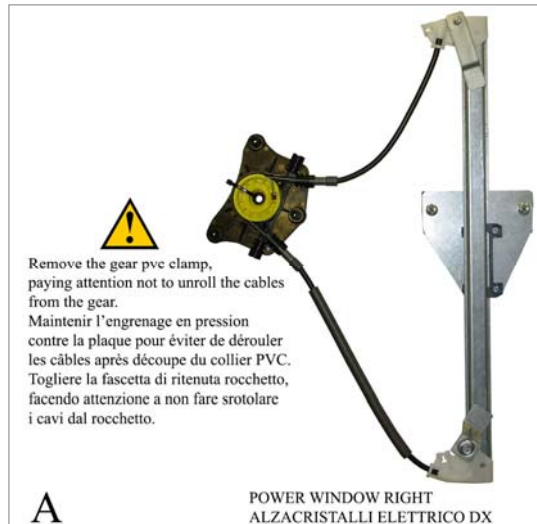 Remove the gear pvc clamp,
paying attention not to unroll the cables
from the gear.
Maintenir l’engrenage en pression
contre la plaque pour éviter de dérouler
les câbles après découpe du collier PVC.
Togliere la fascetta di ritenuta rocchetto,
facendo attenzione a non fare srotolare
i cavi dal rocchetto.
A
POWER WINDOW RIGHT
ALZACRISTALLI ELETTRICO DX